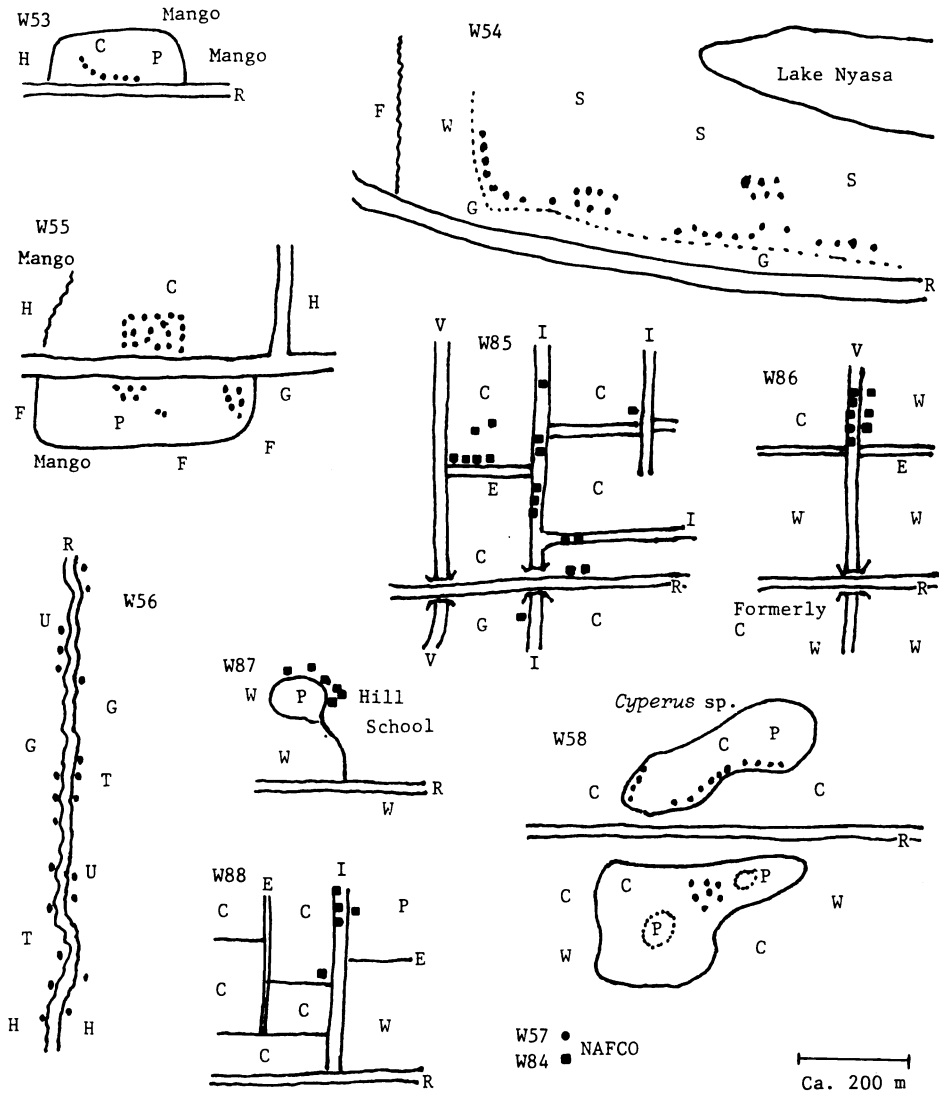 W53
Mango
C
H
P
Mango
R
W54
Lake Nyasa
F
W
S
S
S
G
G
R
W55
Mango
C
H
H
F
P
G
F
Mango
F
V
W85
I
I
C
C
E
C
I
C
R
G
C
V
I
V
W86
C
W
E
W
W
R
Formerly
C
W
W
R
W56
U
G
G
T
U
T
H
H
W87
W
P
Hill
School
W
R
W
Cyperus sp.
W58
C
P
C
C
R
C
C
P
W
P
W
C
W88
E
I
C
C
P
E
C
C
W
C
R
W57 ● NAFCO
W84 ■
Ca. 200 m